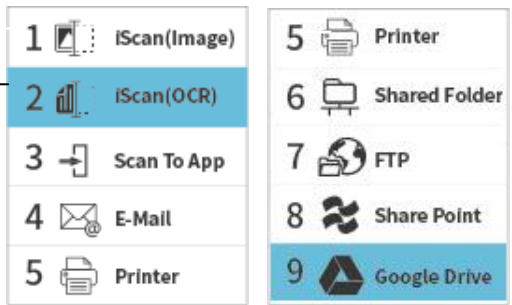 1 iScan(Image)
2 iScan(OCR)
3 Scan To App
4 E-Mail
5 Printer
5 Printer
6 Shared Folder
7 FTP
8 Share Point
9 Google Drive